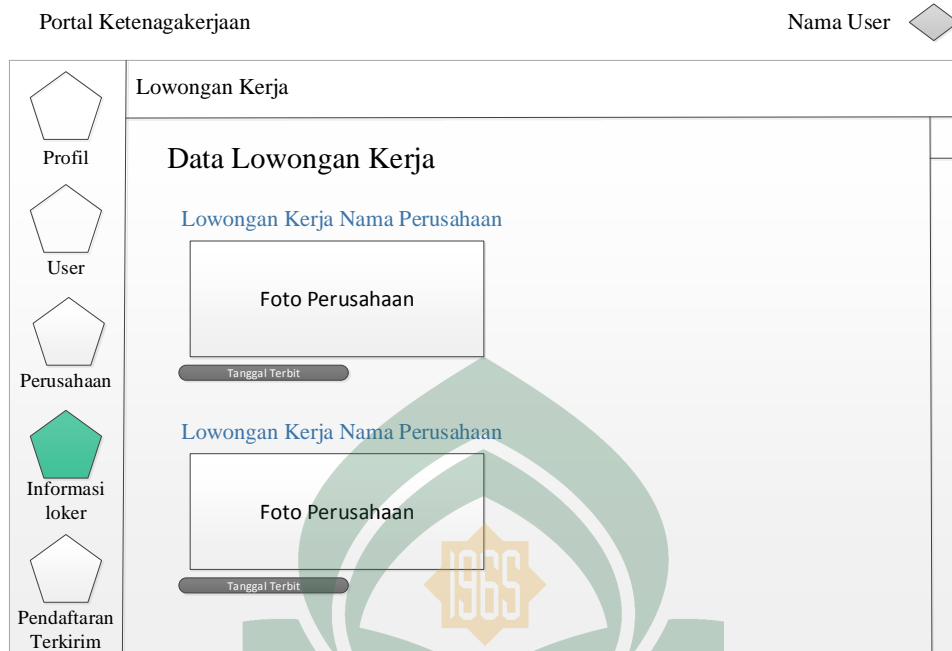 Portal Ketenagakerjaan
Nama User
Lowongan Kerja
Profil
User
Perusahaan
Informasi
loker
Pendaftaran
Terkirim
Data Lowongan Kerja
Lowongan Kerja Nama Perusahaan
Foto Perusahaan
Tanggal Terbit
Lowongan Kerja Nama Perusahaan
Foto Perusahaan
Tanggal Terbit
1965